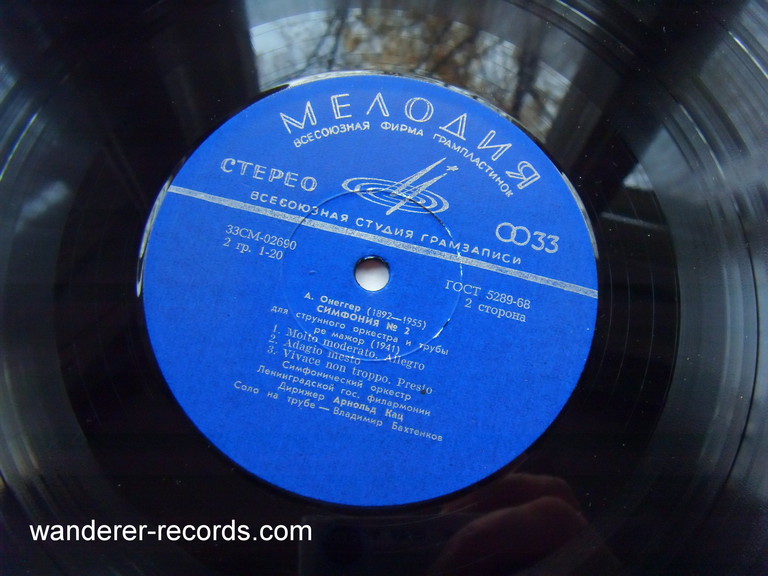 МЕЛОДИЯ
ВСЕСОЮЗНАЯ ФИРМА ГРАМПЛАСТИНОК
СТЕРЕО
33
ВСЕСОЮЗНАЯ СТУДИЯ ГРАМЗАПИСИ
33СМ-02690
2 гр. 1-20
ГОСТ 5289-68
2 сторона
А. Онеггер (1892—1955)
СИМФОНИЯ № 2
для струнного оркестра и трубы
ре мажор (1941)
1. Molto moderato. Allegro
2. Adagio mesto
3. Vivace non troppo. Presto
Симфонический оркестр
Ленинградской гос. филармонии
Дирижер Арнольд Кац
Соло на трубе — Владимир Бахтенков
wanderer-records.com